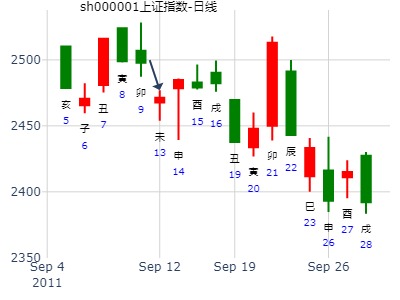 sh000001上证指数-日线
2500
2450
2400
2350
亥
5
子
6
丑
7
寅
8
卯
9
未
13
申
14
酉
15
戌
16
丑
19
寅
20
卯
21
辰
22
巳
23
申
26
酉
27
戌
28
Sep 4
2011
Sep 12
Sep 19
Sep 26